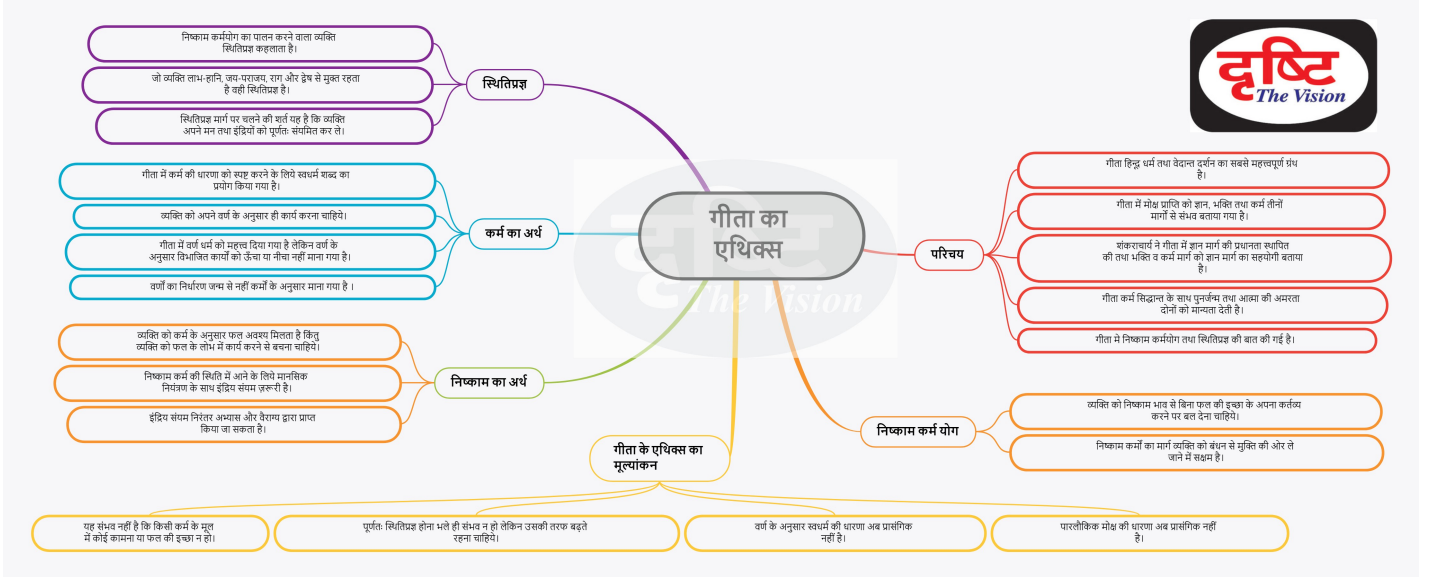 दृष्टि
The Vision
गीता का
एथिक्स
स्थितिप्रज्ञ
निष्काम कर्मयोग का पालन करने वाला व्यक्ति
स्थितिप्रज्ञ कहलाता है।
जो व्यक्ति लाभ-हानि, जय-पराजय, राग और द्वेष से मुक्त रहता
है वही स्थितिप्रज्ञ है।
स्थितिप्रज्ञ मार्ग पर चलने की शर्त यह है कि व्यक्ति
अपने मन तथा इंद्रियों को पूर्णतः संयमित कर ले।
कर्म का अर्थ
गीता में कर्म की धारणा को स्पष्ट करने के लिये स्वधर्म शब्द का
प्रयोग किया गया है।
व्यक्ति को अपने वर्ण के अनुसार ही कार्य करना चाहिये।
गीता में वर्ण धर्म को महत्त्व दिया गया है लेकिन वर्ण के
अनुसार विभाजित कार्यों को ऊँचा या नीचा नहीं माना गया है।
वर्णों का निर्धारण जन्म से नहीं कर्मों के अनुसार माना गया है ।
निष्काम का अर्थ
व्यक्ति को कर्म के अनुसार फल अवश्य मिलता है किंतु
व्यक्ति को फल के लोभ में कार्य करने से बचना चाहिये।
निष्काम कर्म की स्थिति में आने के लिये मानसिक
नियंत्रण के साथ इंद्रिय संयम ज़रूरी है।
इंद्रिय संयम निरंतर अभ्यास और वैराग्य द्वारा प्राप्त
किया जा सकता है।
परिचय
गीता हिन्दू धर्म तथा वेदान्त दर्शन का सबसे महत्त्वपूर्ण ग्रंथ
है।
गीता में मोक्ष प्राप्ति को ज्ञान, भक्ति तथा कर्म तीनों
मार्गों से संभव बताया गया है।
शंकराचार्य ने गीता में ज्ञान मार्ग की प्रधानता स्थापित
की तथा भक्ति व कर्म मार्ग को ज्ञान मार्ग का सहयोगी बताया
है।
गीता कर्म सिद्धान्त के साथ पुनर्जन्म तथा आत्मा की अमरता
दोनों को मान्यता देती है।
गीता मे निष्काम कर्मयोग तथा स्थितिप्रज्ञ की बात की गई है।
निष्काम कर्म योग
व्यक्ति को निष्काम भाव से बिना फल की इच्छा के अपना कर्तव्य
करने पर बल देना चाहिये।
निष्काम कर्मों का मार्ग व्यक्ति को बंधन से मुक्ति की ओर ले
जाने में सक्षम है।
गीता के एथिक्स का
मूल्यांकन
यह संभव नहीं है कि किसी कर्म के मूल
में कोई कामना या फल की इच्छा न हो।
पूर्णतः स्थितिप्रज्ञ होना भले ही संभव न हो लेकिन उसकी तरफ बढ़ते
रहना चाहिये।
वर्ण के अनुसार स्वधर्म की धारणा अब प्रासंगिक
नहीं है।
पारलौकिक मोक्ष की धारणा अब प्रासंगिक नहीं
है।
दृष्टि
The Vision